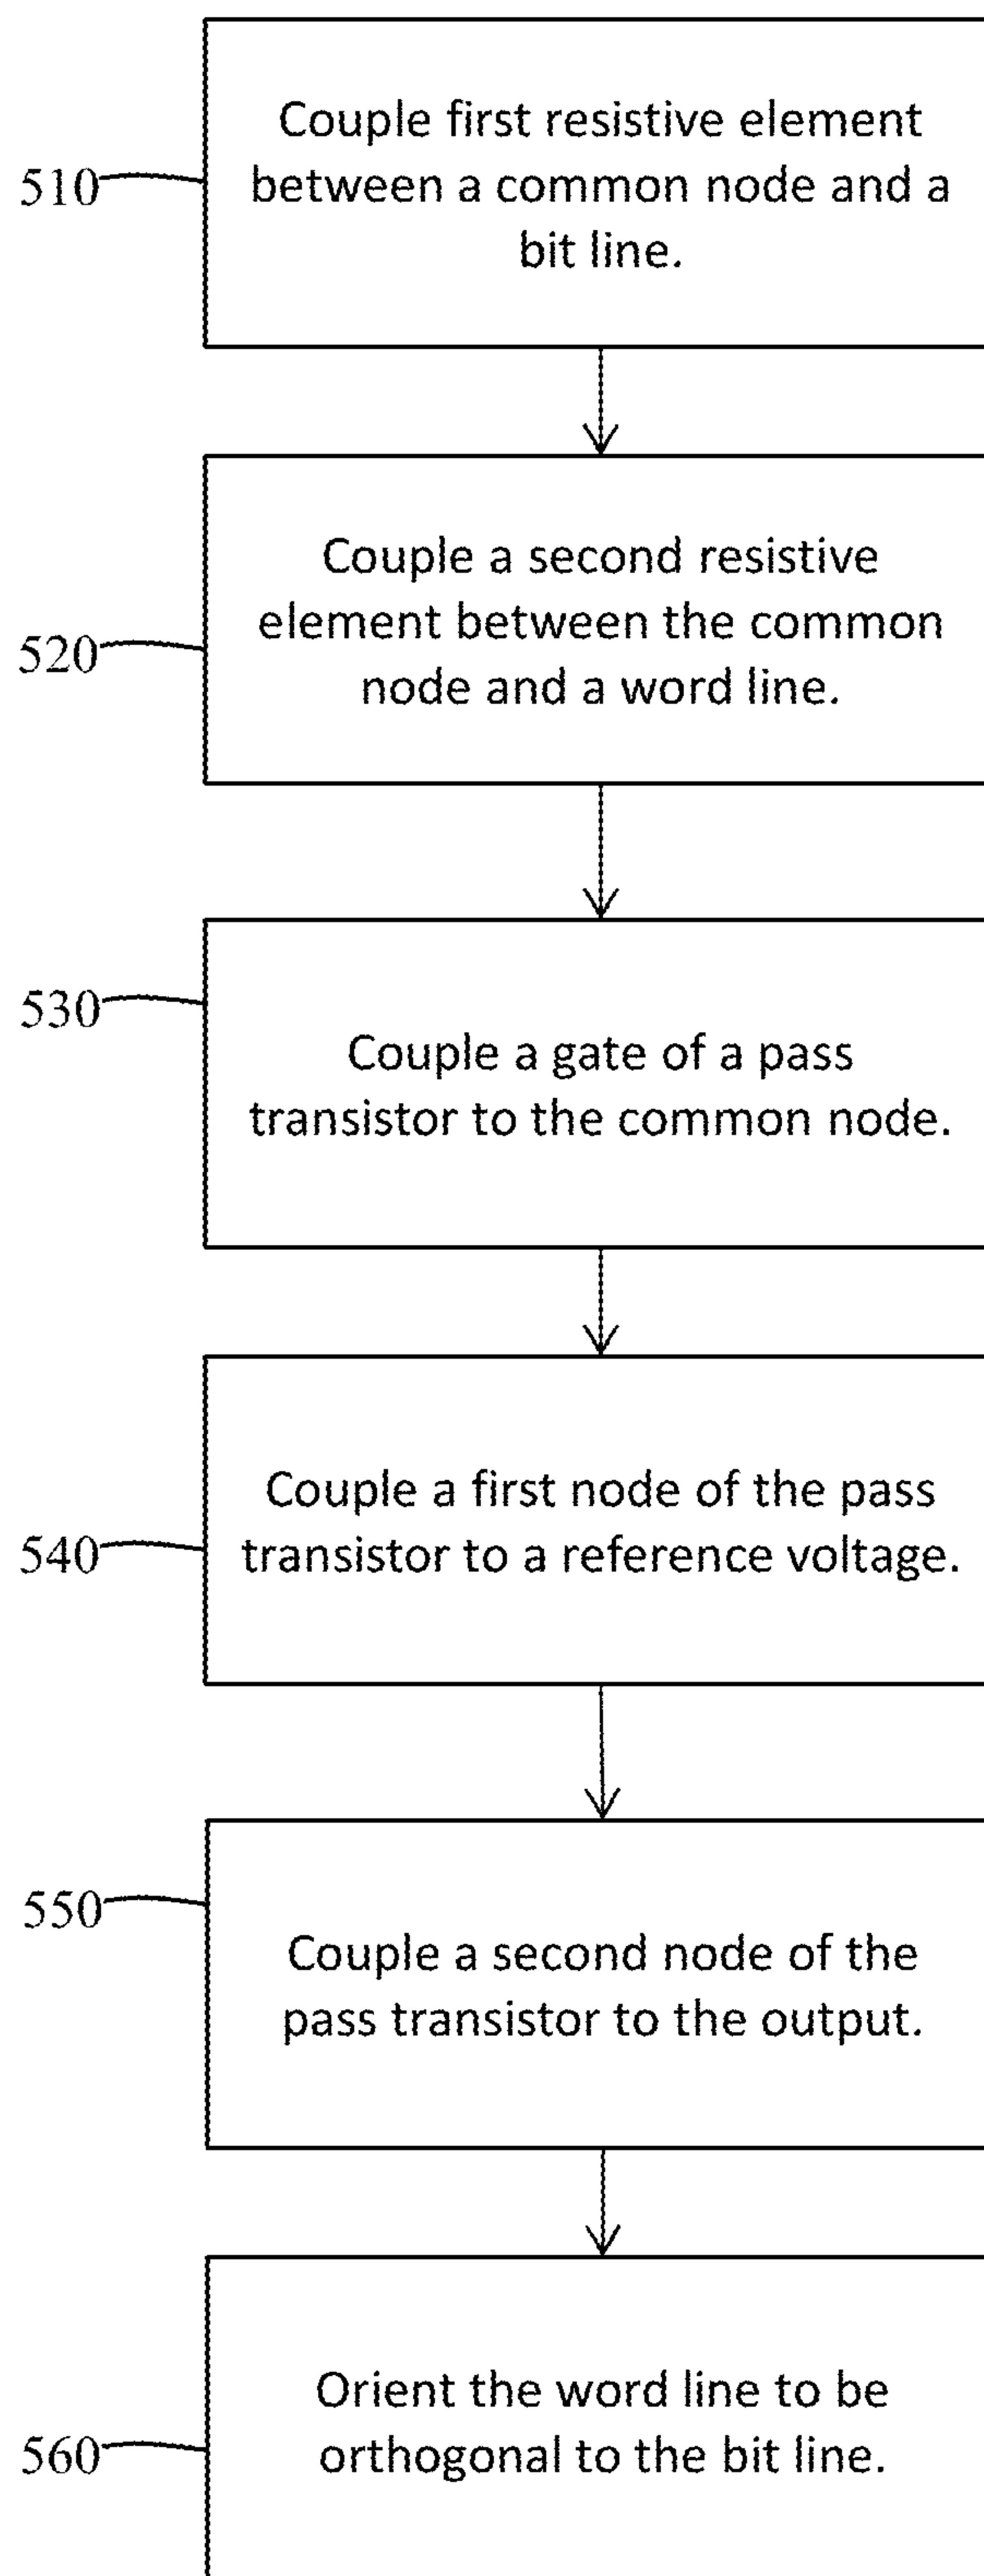 Couple first resistive element
510
between a common node and a
bit line.
Couple a second resistive
520
element between the common
node and a word line.
530
Couple a gate of a pass
transistor to the common node.
Couple a first node of the pass
540
transistor to a reference voltage.
550
Couple a second node of the
pass transistor to the output.
Orient the word line to be
560
orthogonal to the bit line.